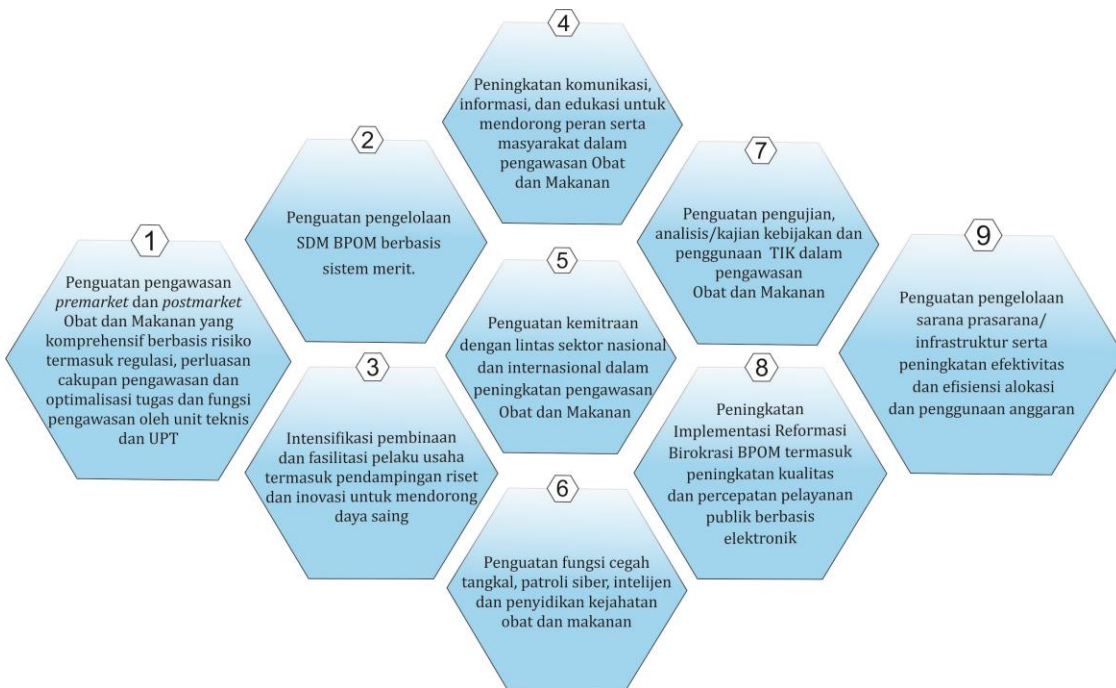 1
Penguatan pengawasan
premarket dan postmarket
Obat dan Makanan yang
komprehensif berbasis risiko
termasuk regulasi, perluasan
cakupan pengawasan dan
optimalisasi tugas dan fungsi
pengawasan oleh unit teknis
dan UPT
2
Penguatan pengelolaan
SDM BPOM berbasis
sistem merit.
3
Intensifikasi pembinaan
dan fasilitasi pelaku usaha
termasuk pendampingan riset
dan inovasi untuk mendorong
daya saing
4
Peningkatan komunikasi,
informasi, dan edukasi untuk
mendorong peran serta
masyarakat dalam
pengawasan Obat
dan Makanan
5
Penguatan kemitraan
dengan lintas sektor nasional
dan internasional dalam
peningkatan pengawasan
Obat dan Makanan
6
Penguatan fungsi cegah
tangkal, patroli siber, intelijen
dan penyidikan kejahatan
obat dan makanan
7
Penguatan pengujian,
analisis/kajian kebijakan dan
penggunaan TIK dalam
pengawasan
Obat dan Makanan
8
Peningkatan
Implementasi Reformasi
Birokrasi BPOM termasuk
peningkatan kualitas
dan percepatan pelayanan
publik berbasis
elektronik
9
Penguatan pengelolaan
sarana prasarana/
infrastruktur serta
peningkatan efektivitas
dan efisiensi alokasi
dan penggunaan anggaran